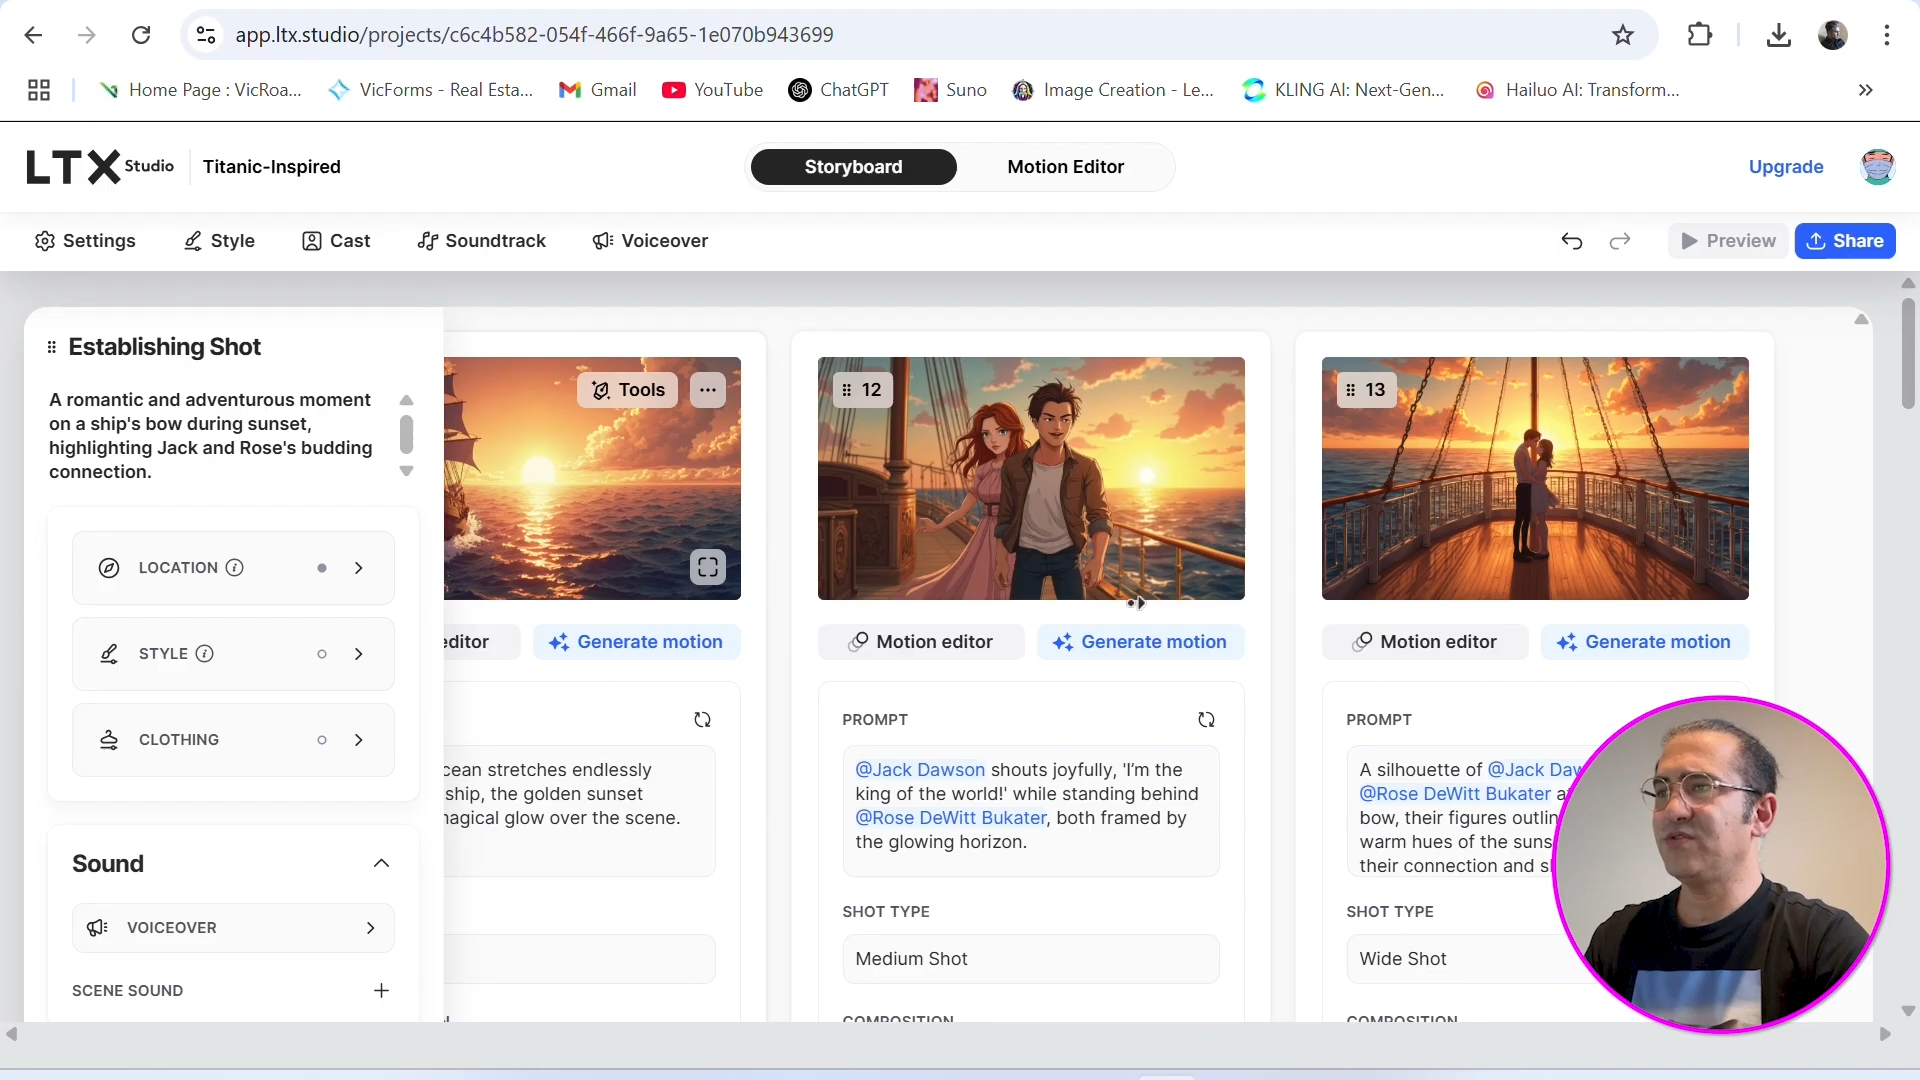 app.ltx.studio/projects/c6c4b582-054f-466f-9a65-1e070b943699
Home Page : VicRoa...
VicForms - Real Esta...
Gmail
YouTube
ChatGPT
Suno
Image Creation - Le...
KLING AI: Next-Gen...
Hailuo AI: Transform...
LTX Studio
Titanic-Inspired
Storyboard
Motion Editor
Upgrade
Settings
Style
Cast
Soundtrack
Voiceover
Preview
Share
Establishing Shot
A romantic and adventurous moment
on a ship's bow during sunset,
highlighting Jack and Rose's budding
connection.
LOCATION
STYLE
CLOTHING
Sound
VOICEOVER
SCENE SOUND
Tools
editor
Generate motion
cean stretches endlessly
ship, the golden sunset
nagical glow over the scene.
12
Motion editor
Generate motion
PROMPT
@Jack Dawson shouts joyfully, 'I'm the
king of the world!' while standing behind
@Rose DeWitt Bukater, both framed by
the glowing horizon.
SHOT TYPE
Medium Shot
COMPOSITION
13
Motion editor
Generate motion
PROMPT
A silhouette of @Jack Daw
@Rose DeWitt Bukater a
bow, their figures outlin
warm hues of the suns
their connection and s
SHOT TYPE
Wide Shot
COMPOSITION